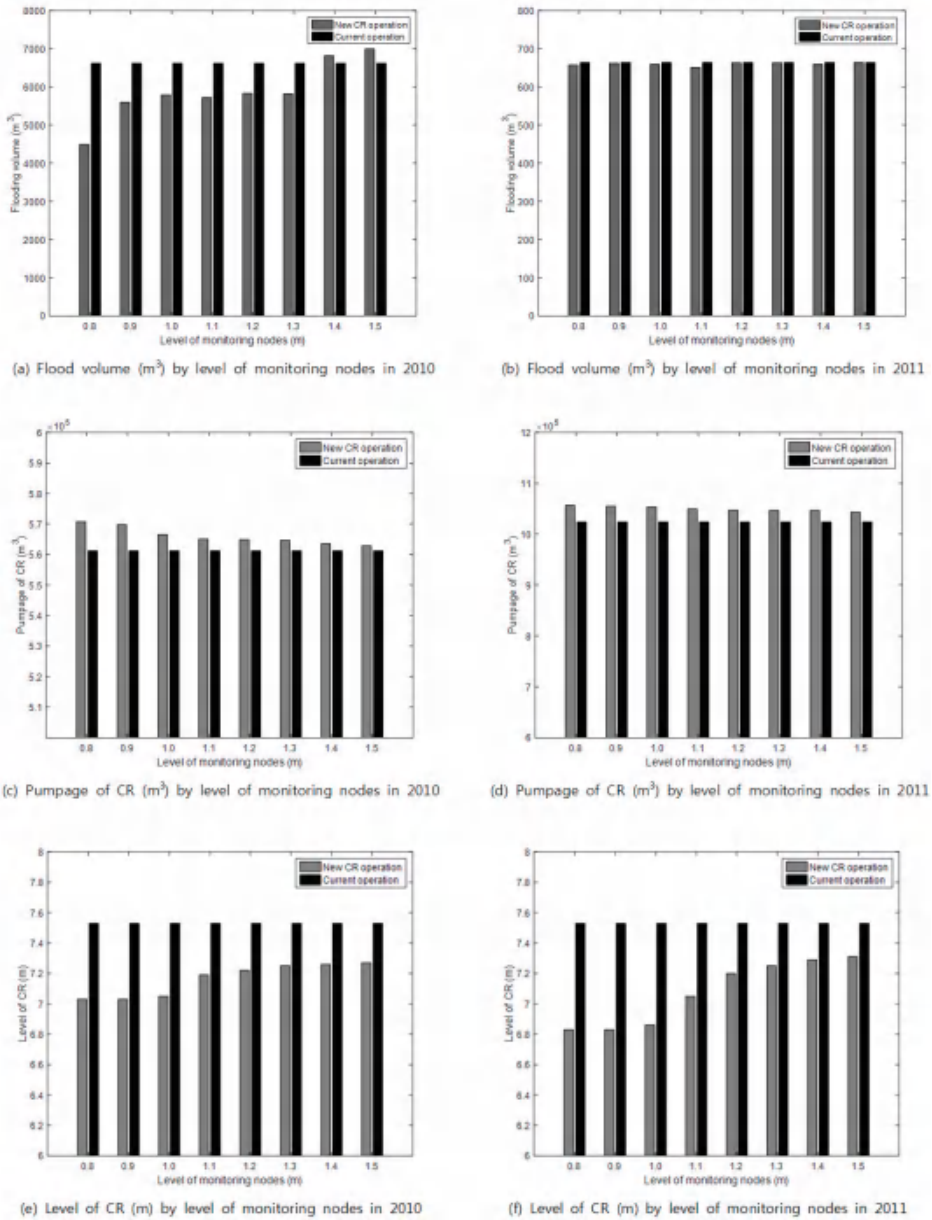 8000
7000
6000
5000
4000
3000
2000
1000
0
Flooding volume (m³)
New CR operation
Current operation
0.8 0.9 1.0 1.1 1.2 1.3 1.4 1.5
Level of monitoring nodes (m)
(a) Flood volume (m³) by level of monitoring nodes in 2010
800
700
600
500
400
300
200
100
0
Flooding volume (m³)
New CR operation
Current operation
0.8 0.9 1.0 1.1 1.2 1.3 1.4 1.5
Level of monitoring nodes (m)
(b) Flood volume (m³) by level of monitoring nodes in 2011
×10⁵
6
5.9
5.8
5.7
5.6
5.5
5.4
5.3
5.2
5.1
Pumpage of CR (m³)
New CR operation
Current operation
0.8 0.9 1.0 1.1 1.2 1.3 1.4 1.5
Level of monitoring nodes (m)
(c) Pumpage of CR (m³) by level of monitoring nodes in 2010
×10⁵
12
11
10
9
8
7
6
Pumpage of CR (m³)
New CR operation
Current operation
0.8 0.9 1.0 1.1 1.2 1.3 1.4 1.5
Level of monitoring nodes (m)
(d) Pumpage of CR (m³) by level of monitoring nodes in 2011
8
7.8
7.6
7.4
7.2
7
6.8
6.6
6.4
6.2
6
Level of CR (m)
New CR operation
Current operation
0.8 0.9 1.0 1.1 1.2 1.3 1.4 1.5
Level of monitoring nodes (m)
(e) Level of CR (m) by level of monitoring nodes in 2010
8
7.8
7.6
7.4
7.2
7
6.8
6.6
6.4
6.2
6
Level of CR (m)
New CR operation
Current operation
0.8 0.9 1.0 1.1 1.2 1.3 1.4 1.5
Level of monitoring nodes (m)
(f) Level of CR (m) by level of monitoring nodes in 2011